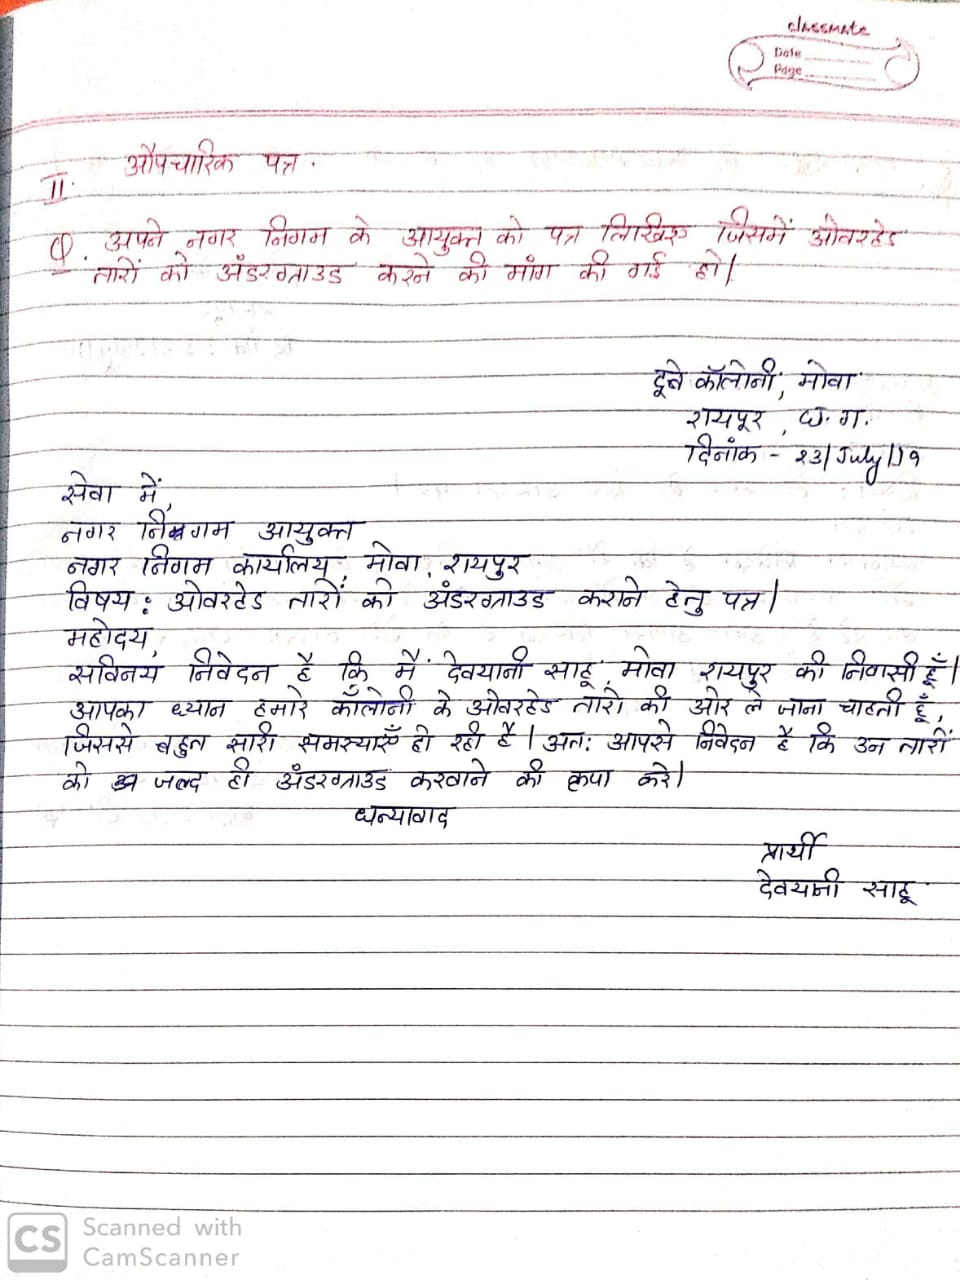 classmate
Date
Page
औपचारिक पत्र.
II.
Q. अपने नगर निगम के आयुक्त को पत्र लिखिए जिसमें ओवरहेड
तारों को अंडरग्राउड करने की मांग की गई हो।
दूबे कॉलोनी, मोवा
रायपूर, छ.ग.
दिनांक - 23/July/19
सेवा में,
नगर निगम आयुक्त
नगर निगम कार्यालय, मोवा, रायपुर
विषय: ओवरहेड तारों को अंडरग्राउड कराने हेतु पत्र।
महोदय,
सविनय निवेदन है कि मैं देवयानी साहू, मोवा रायपुर की निवासी हूँ।
आपका ध्यान हमारे कॉलोनी के ओवरहेड तारो की ओर ले जाना चाहती हूँ,
जिससे बहुत सारी समस्याएँ हो रही है। अत: आपसे निवेदन है कि उन तारों
को जल्द ही अंडरग्राउड करवाने की कृपा करे।
धन्यावाद
प्रार्थी
देवयानी साहू
CS Scanned with
CamScanner